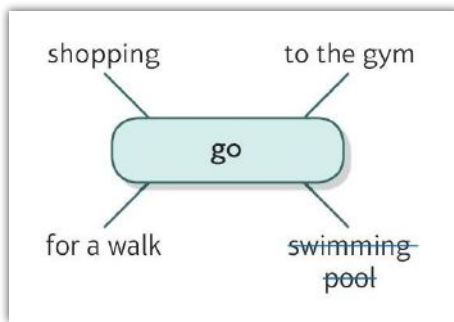 shopping
to the gym
go
for a walk
swimming
pool